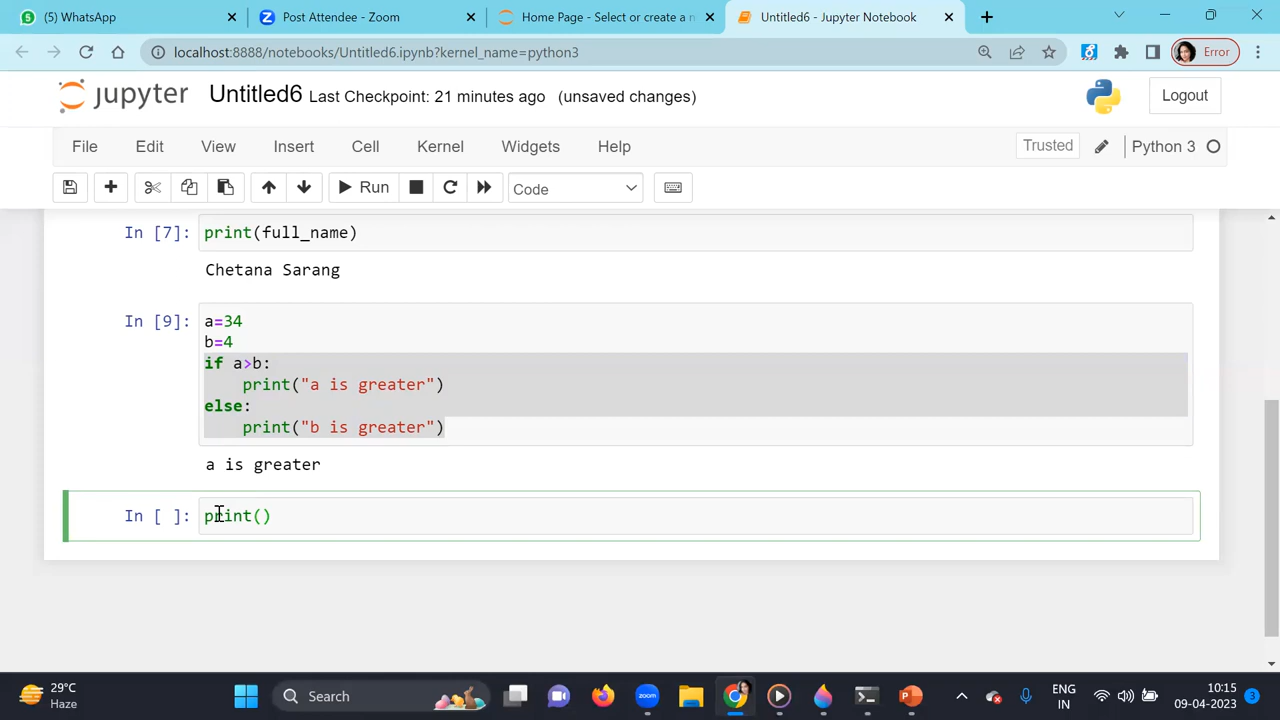 (5) WhatsApp
Post Attendee - Zoom
Home Page - Select or create a n
Untitled6 - Jupyter Notebook
localhost:8888/notebooks/Untitled6.ipynb?kernel_name=python3
Error
jupyter Untitled6 Last Checkpoint: 21 minutes ago (unsaved changes)
Logout
File Edit View Insert Cell Kernel Widgets Help
Trusted
Python 3
Run
Code
In [7]: print(full_name)
Chetana Sarang
In [9]: a=34
b=4
if a>b:
print("a is greater")
else:
print("b is greater")
a is greater
In [ ]: print()
29°C
Haze
Search
zoom
ENG
IN
10:15
09-04-2023
3